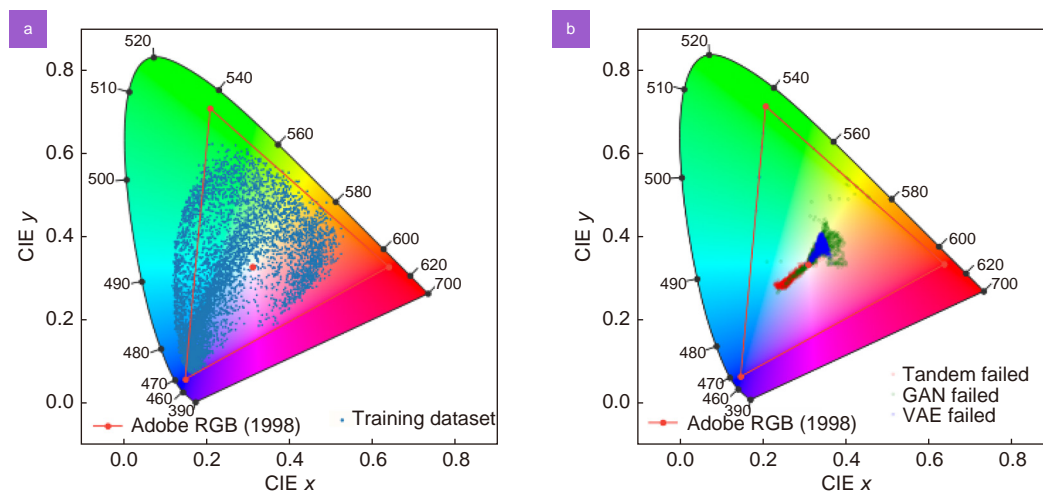 a
520
0.8
540
510
560
0.6
500
580
CIE y
0.4
600
620
490
700
0.2
480
470
460
390
0.0
Adobe RGB (1998)
Training dataset
0.0 0.2 0.4 0.6 0.8
CIE x
b
520
0.8
540
510
560
0.6
500
580
CIE y
0.4
600
620
490
700
0.2
480
470
460
390
Tandem failed
GAN failed
VAE failed
0.0
Adobe RGB (1998)
0.0 0.2 0.4 0.6 0.8
CIE x